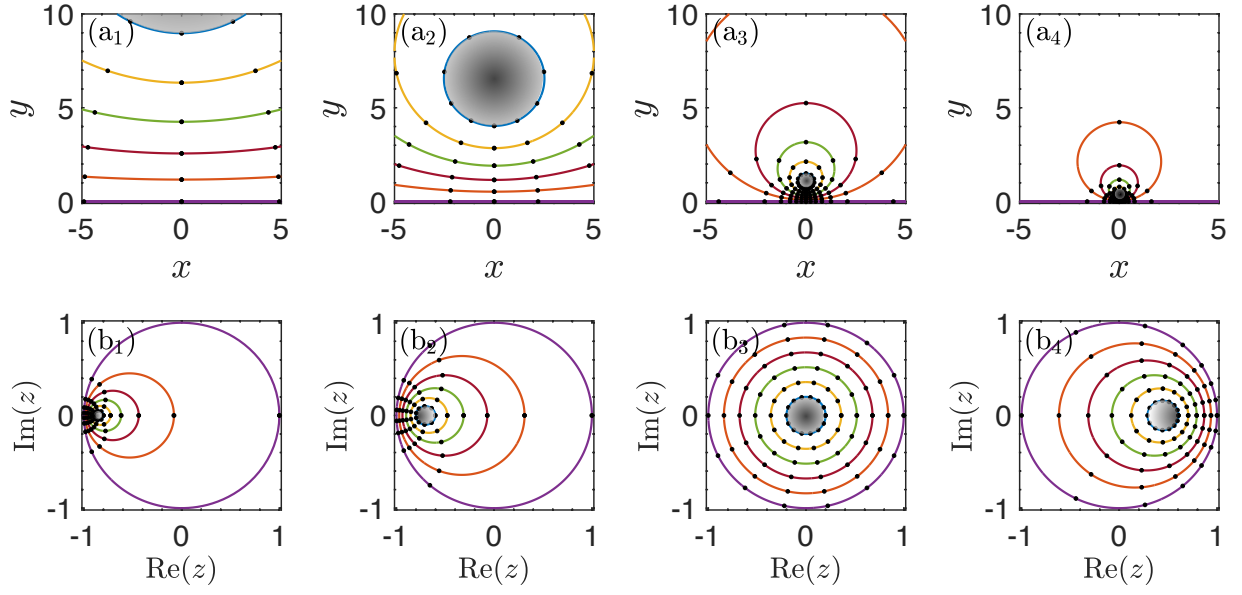 (a₁) (a₂) (a₃) (a₄)
10 10 10 10
y y y y
5 5 5 5
0 0 0 0
-5 0 5 -5 0 5 -5 0 5 -5 0 5
x x x x
(b₁) (b₂) (b₃) (b₄)
1 1 1 1
Im(z) Im(z) Im(z) Im(z)
0 0 0 0
-1 -1 -1 -1
-1 0 1 -1 0 1 -1 0 1 -1 0 1
Re(z) Re(z) Re(z) Re(z)